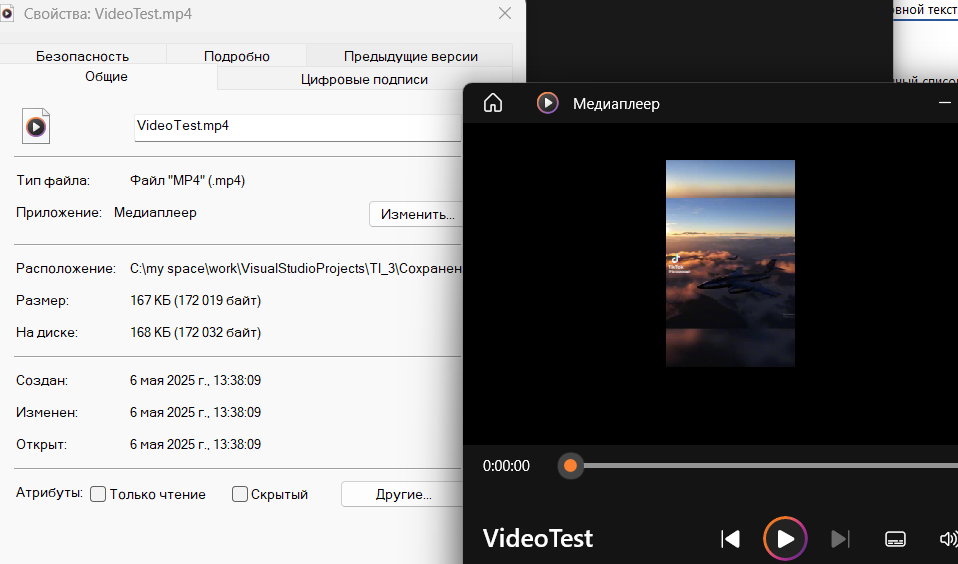 Свойства: VideoTest.mp4
Безопасность
Подробно
Предыдущие версии
Общие
Цифровые подписи
VideoTest.mp4
Тип файла: Файл "MP4" (.mp4)
Приложение: Медиаплеер
Изменить...
Расположение: C:\my space\work\VisualStudioProjects\TI_3\Сохранен
Размер: 167 КБ (172 019 байт)
На диске: 168 КБ (172 032 байт)
Создан: 6 мая 2025 г., 13:38:09
Изменен: 6 мая 2025 г., 13:38:09
Открыт: 6 мая 2025 г., 13:38:09
Атрибуты: Только чтение Скрытый Другие...
вной текст
ный список
Медиаплеер
TikTok
0:00:00
VideoTest